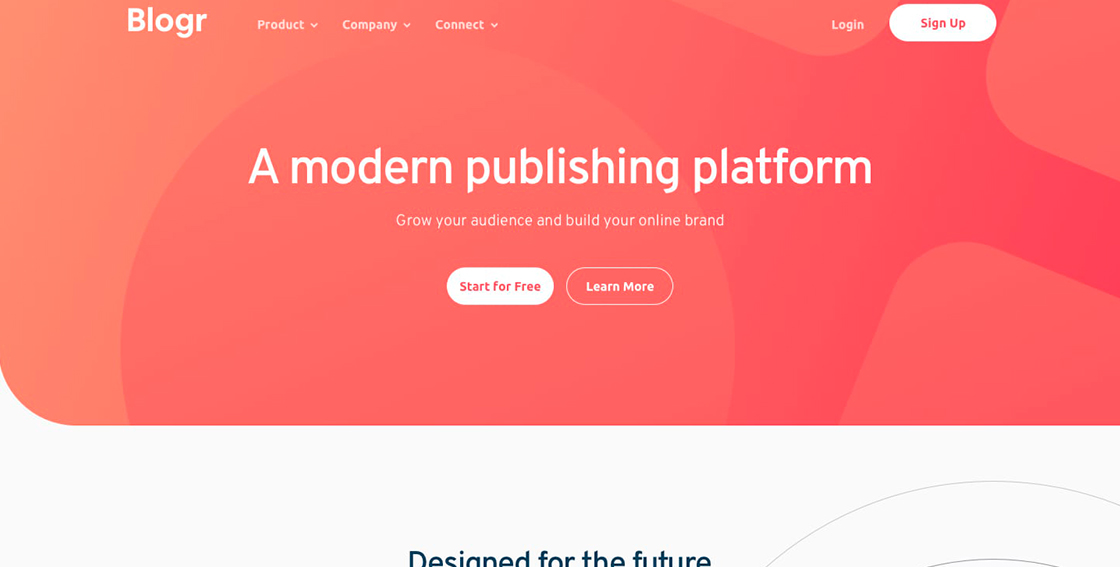 Blogr Product Company Connect Login Sign Up
A modern publishing platform
Grow your audience and build your online brand
Start for Free Learn More
Designed for the future